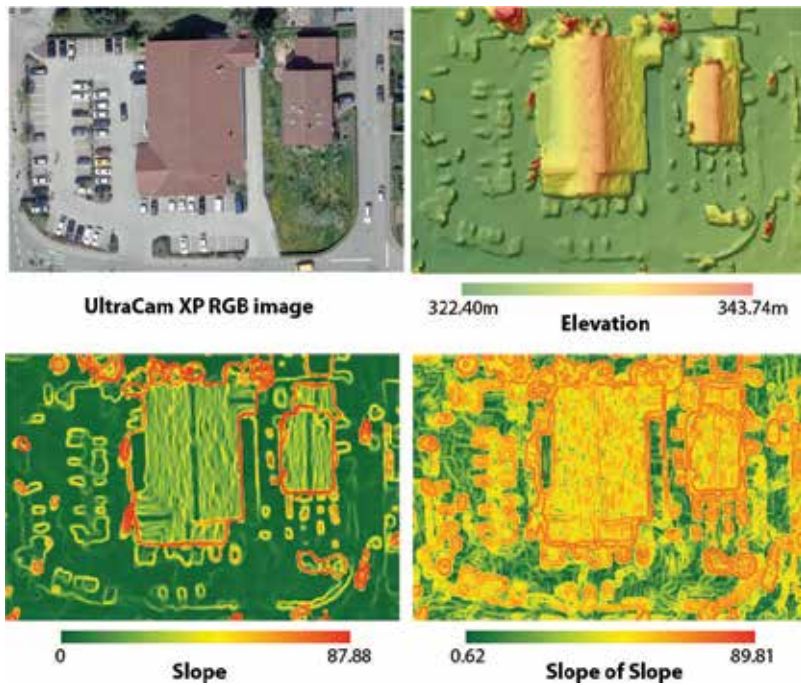 UltraCam XP RGB image
322.40m 343.74m
Elevation
0 87.88
Slope
0.62 89.81
Slope of Slope